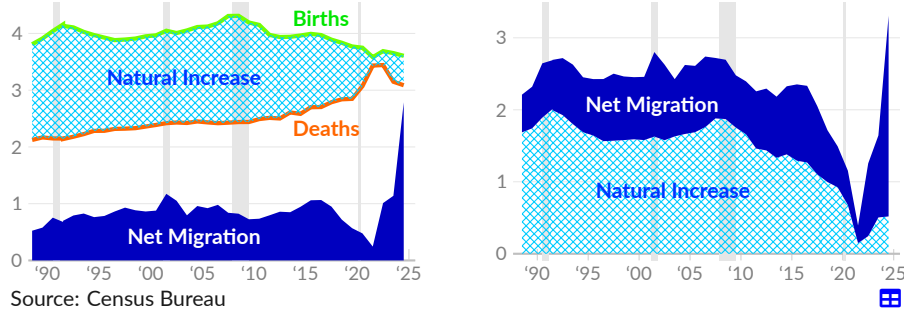 Births
4
3
2
1
0
Natural Increase
Deaths
Net Migration
‘90 ‘95 ‘00 ‘05 ‘10 ‘15 ‘20 ‘25
3
2
1
0
Net Migration
Natural Increase
‘90 ‘95 ‘00 ‘05 ‘10 ‘15 ‘20 ‘25
Source: Census Bureau